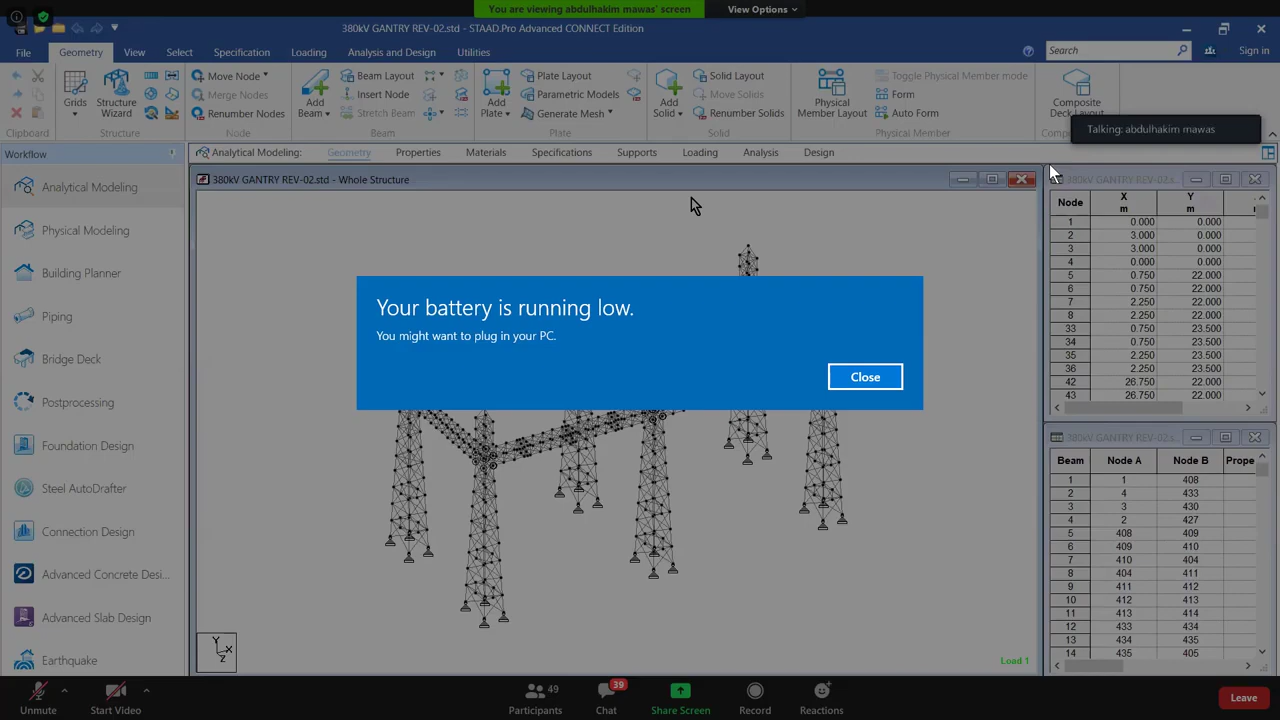 You are viewing abdulhakim mawas' screen
View Options
380kV GANTRY REV-02.std - STAAD.Pro Advanced CONNECT Edition
File
Geometry
View
Select
Specification
Loading
Analysis and Design
Utilities
Search
Sign in
Grids
Structure
Wizard
Move Node
Merge Nodes
Renumber Nodes
Add
Beam
Beam Layout
Insert Node
Stretch Beam
Add
Plate
Plate Layout
Parametric Models
Generate Mesh
Add
Solid
Solid Layout
Move Solids
Renumber Solids
Physical
Member Layout
Toggle Physical Member mode
Form
Auto Form
Composite
Deck Layout
Clipboard
Structure
Node
Beam
Plate
Solid
Physical Member
Talking: abdulhakim mawas
Workflow
Analytical Modeling:
Geometry
Properties
Materials
Specifications
Supports
Loading
Analysis
Design
Analytical Modeling
Physical Modeling
Building Planner
Piping
Bridge Deck
Postprocessing
Foundation Design
Steel AutoDrafter
Connection Design
Advanced Concrete Desi...
Advanced Slab Design
Earthquake
380kV GANTRY REV-02.std - Whole Structure
Your battery is running low.
You might want to plug in your PC.
Close
Y
X
Z
Load 1
380kV GANTRY REV-02.s...
Node X Y
m m
1 0.000 0.000
2 3.000 0.000
3 3.000 0.000
4 0.000 0.000
5 0.750 22.000
6 0.750 22.000
7 2.250 22.000
8 2.250 22.000
33 0.750 23.500
34 0.750 23.500
35 2.250 23.500
36 2.250 23.500
42 26.750 22.000
43 26.750 22.000
380kV GANTRY REV-02.s...
Beam Node A Node B Prope
1 1 408
2 4 433
3 3 430
4 2 427
5 408 409
6 409 410
7 410 404
8 404 411
9 411 412
10 412 413
11 413 414
12 433 434
13 434 435
14 435 405
Unmute
Start Video
49
Participants
39
Chat
Share Screen
Record
Reactions
Leave